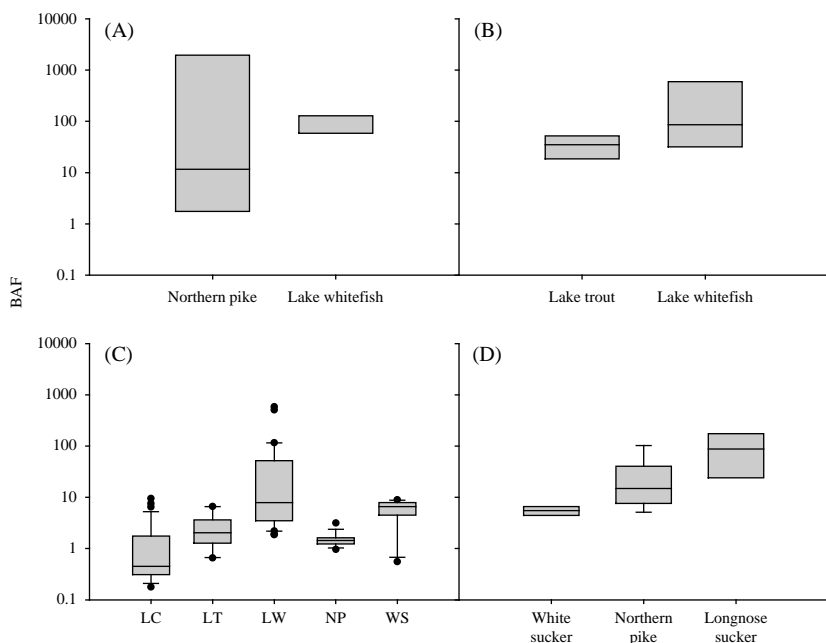 (A)
(B)
10000
1000
100
10
1
0.1
Northern pike
Lake whitefish
Lake trout
Lake whitefish
BAF
(C)
(D)
10000
1000
100
10
1
0.1
LC
LT
LW
NP
WS
White
sucker
Northern
pike
Longnose
sucker